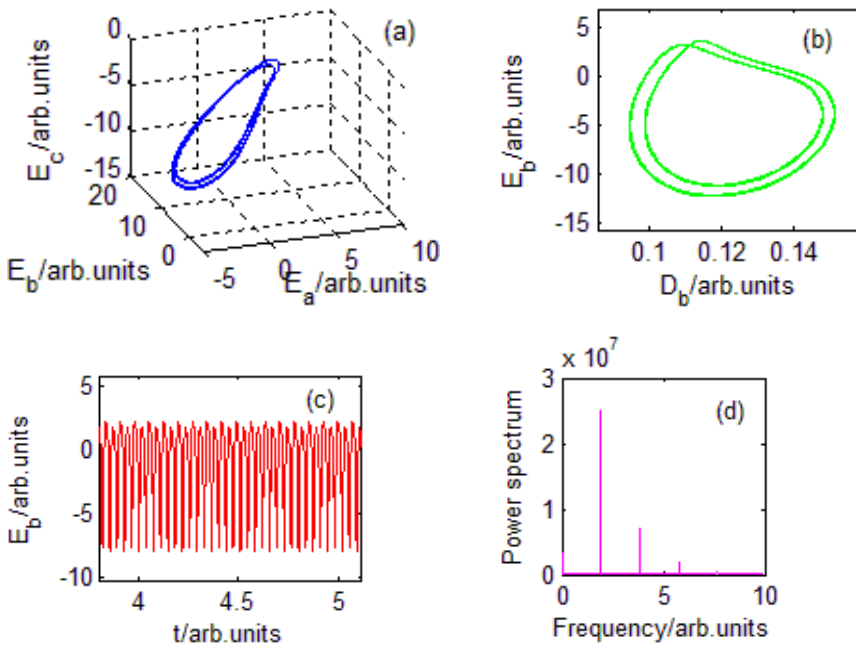 (a)
0
-5
-10
-15
E_c/arb.units
20
10
0
E_b/arb.units
-5
0
5
10
E_a/arb.units
(b)
5
0
-5
-10
-15
E_b/arb.units
0.1 0.12 0.14
D_b/arb.units
(c)
5
0
-5
-10
E_b/arb.units
4 4.5 5
t/arb.units
x 10^7
(d)
3
2
1
0
Power spectrum
0 5 10
Frequency/arb.units